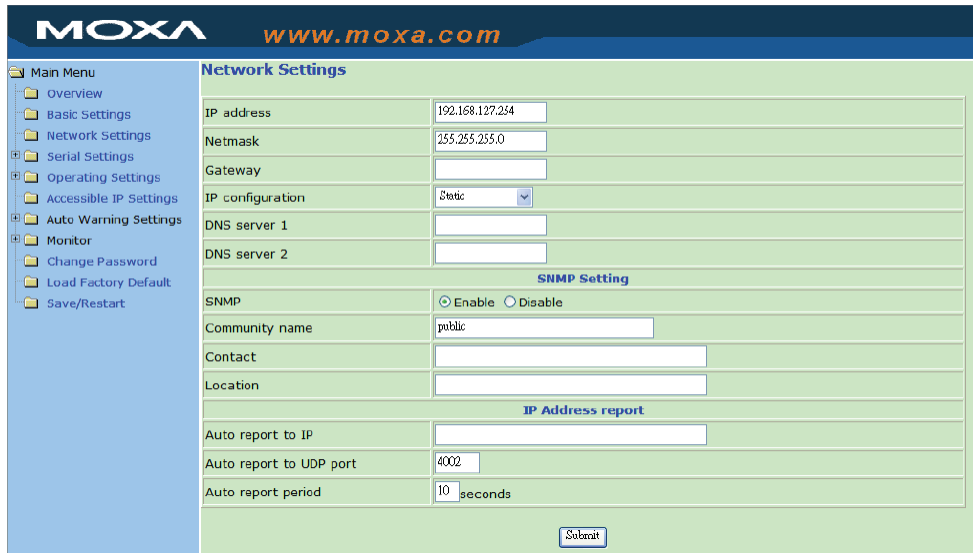 MOXA www.moxa.com
Main Menu
Overview
Basic Settings
Network Settings
Serial Settings
Operating Settings
Accessible IP Settings
Auto Warning Settings
Monitor
Change Password
Load Factory Default
Save/Restart
Network Settings
IP address 192.168.127.254
Netmask 255.255.255.0
Gateway
IP configuration Static
DNS server 1
DNS server 2
SNMP Setting
SNMP Enable Disable
Community name public
Contact
Location
IP Address report
Auto report to IP
Auto report to UDP port 4002
Auto report period 10 seconds
Submit